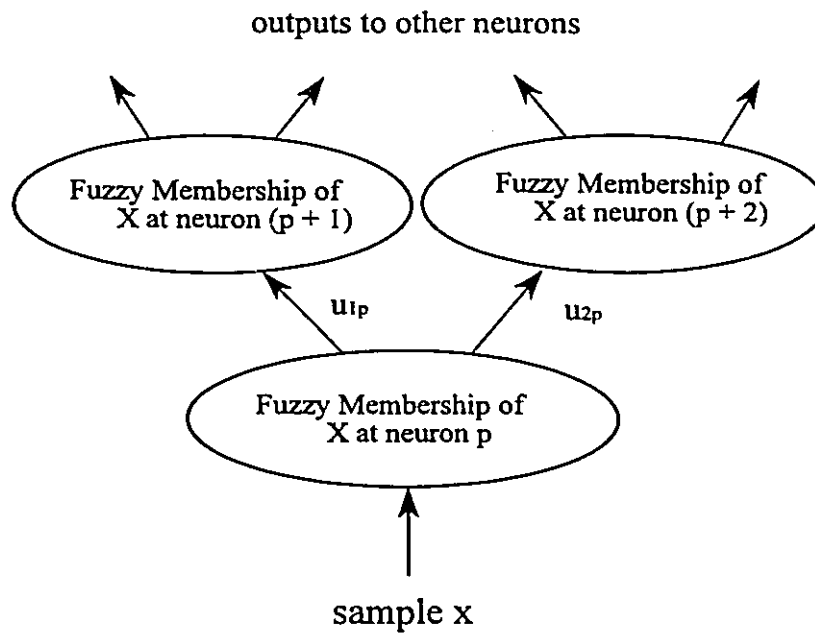 outputs to other neurons
Fuzzy Membership of
X at neuron (p + 1)
Fuzzy Membership of
X at neuron (p + 2)
u1p
u2p
Fuzzy Membership of
X at neuron p
sample x